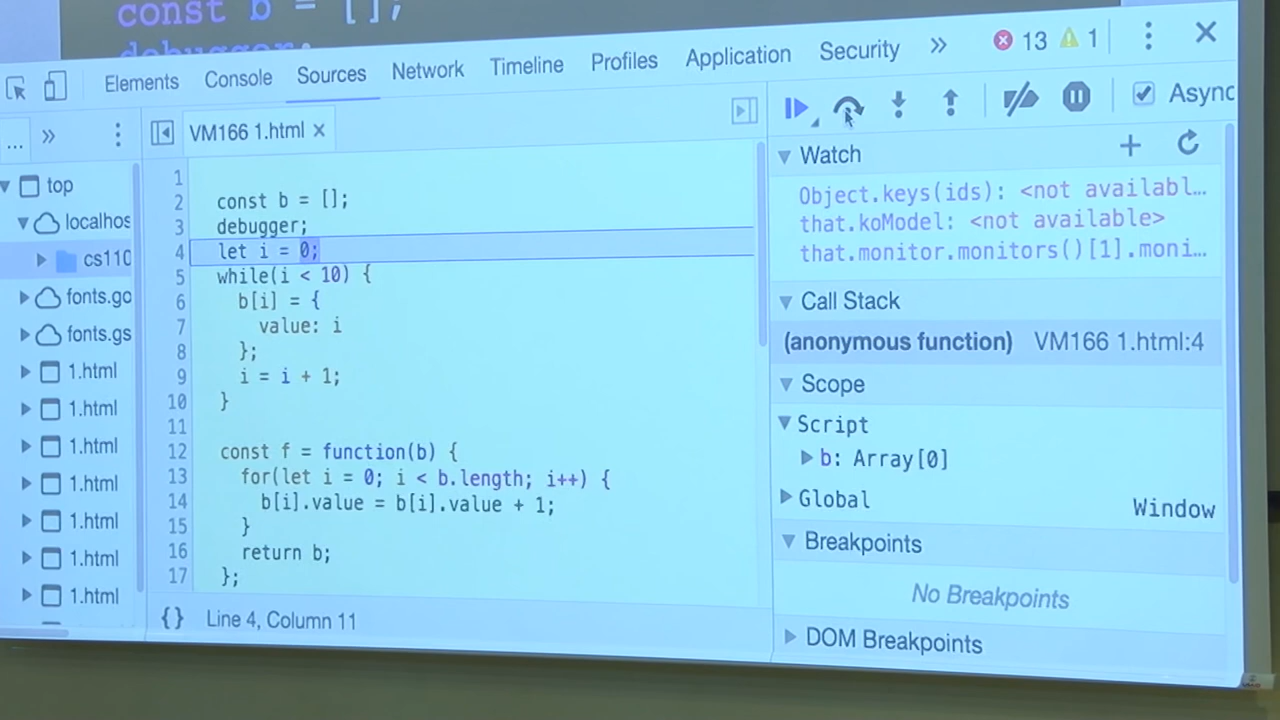 const b = [];
debugger;
Elements Console Sources Network Timeline Profiles Application Security » 13 1
... » VM166 1.html × Async
top
localhos
cs110
fonts.go
fonts.gs
1.html
1.html
1.html
1.html
1.html
1.html
1.html
1
2 const b = [];
3 debugger;
4 let i = 0;
5 while(i < 10) {
6 b[i] = {
7 value: i
8 };
9 i = i + 1;
10 }
11
12 const f = function(b) {
13 for(let i = 0; i < b.length; i++) {
14 b[i].value = b[i].value + 1;
15 }
16 return b;
17 };
{} Line 4, Column 11
Watch
Object.keys(ids): <not availabl…
that.koModel: <not available>
that.monitor.monitors()[1].moni…
Call Stack
(anonymous function) VM166 1.html:4
Scope
Script
b: Array[0]
Global Window
Breakpoints
No Breakpoints
DOM Breakpoints